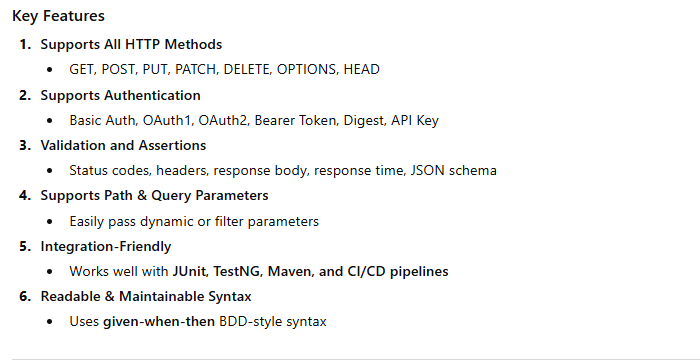 Key Features
1. Supports All HTTP Methods
• GET, POST, PUT, PATCH, DELETE, OPTIONS, HEAD
2. Supports Authentication
• Basic Auth, OAuth1, OAuth2, Bearer Token, Digest, API Key
3. Validation and Assertions
• Status codes, headers, response body, response time, JSON schema
4. Supports Path & Query Parameters
• Easily pass dynamic or filter parameters
5. Integration-Friendly
• Works well with JUnit, TestNG, Maven, and CI/CD pipelines
6. Readable & Maintainable Syntax
• Uses given-when-then BDD-style syntax